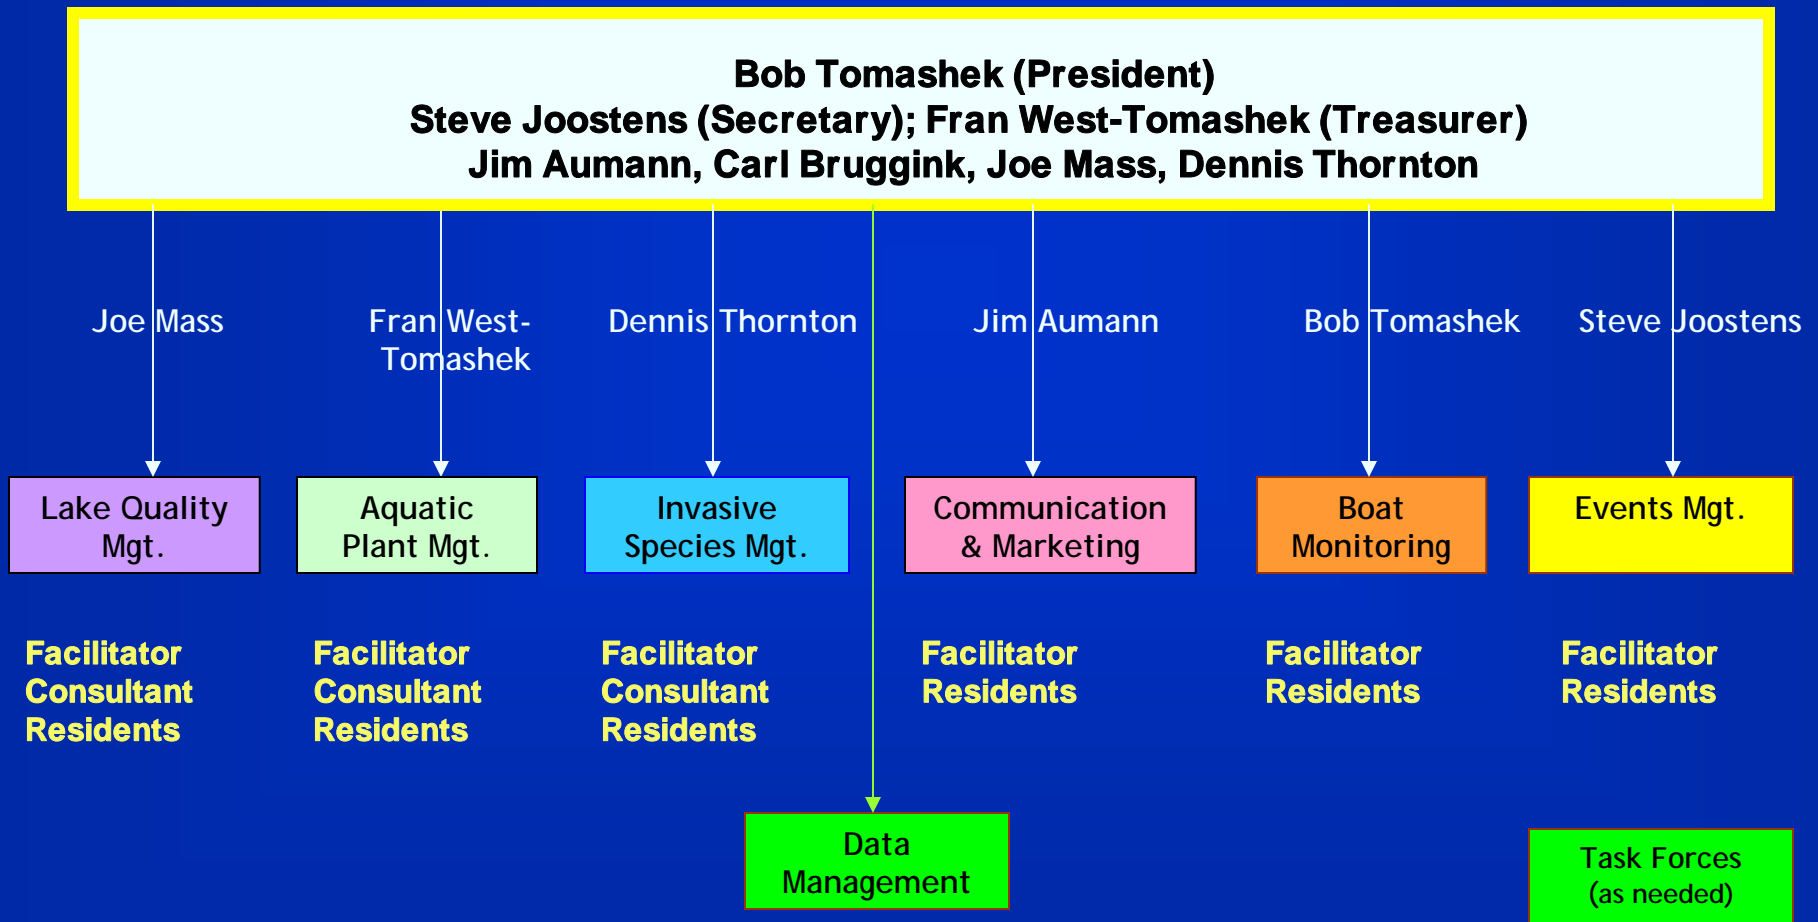 Bob Tomashek (President)
Steve Joostens (Secretary); Fran West-Tomashek (Treasurer)
Jim Aumann, Carl Bruggink, Joe Mass, Dennis Thornton
Joe Mass
Fran West-
Tomashek
Dennis Thornton
Jim Aumann
Bob Tomashek
Steve Joostens
Lake Quality
Mgt.
Aquatic
Plant Mgt.
Invasive
Species Mgt.
Communication
& Marketing
Boat
Monitoring
Events Mgt.
Facilitator
Consultant
Residents
Facilitator
Consultant
Residents
Facilitator
Consultant
Residents
Facilitator
Residents
Facilitator
Residents
Facilitator
Residents
Data
Management
Task Forces
(as needed)